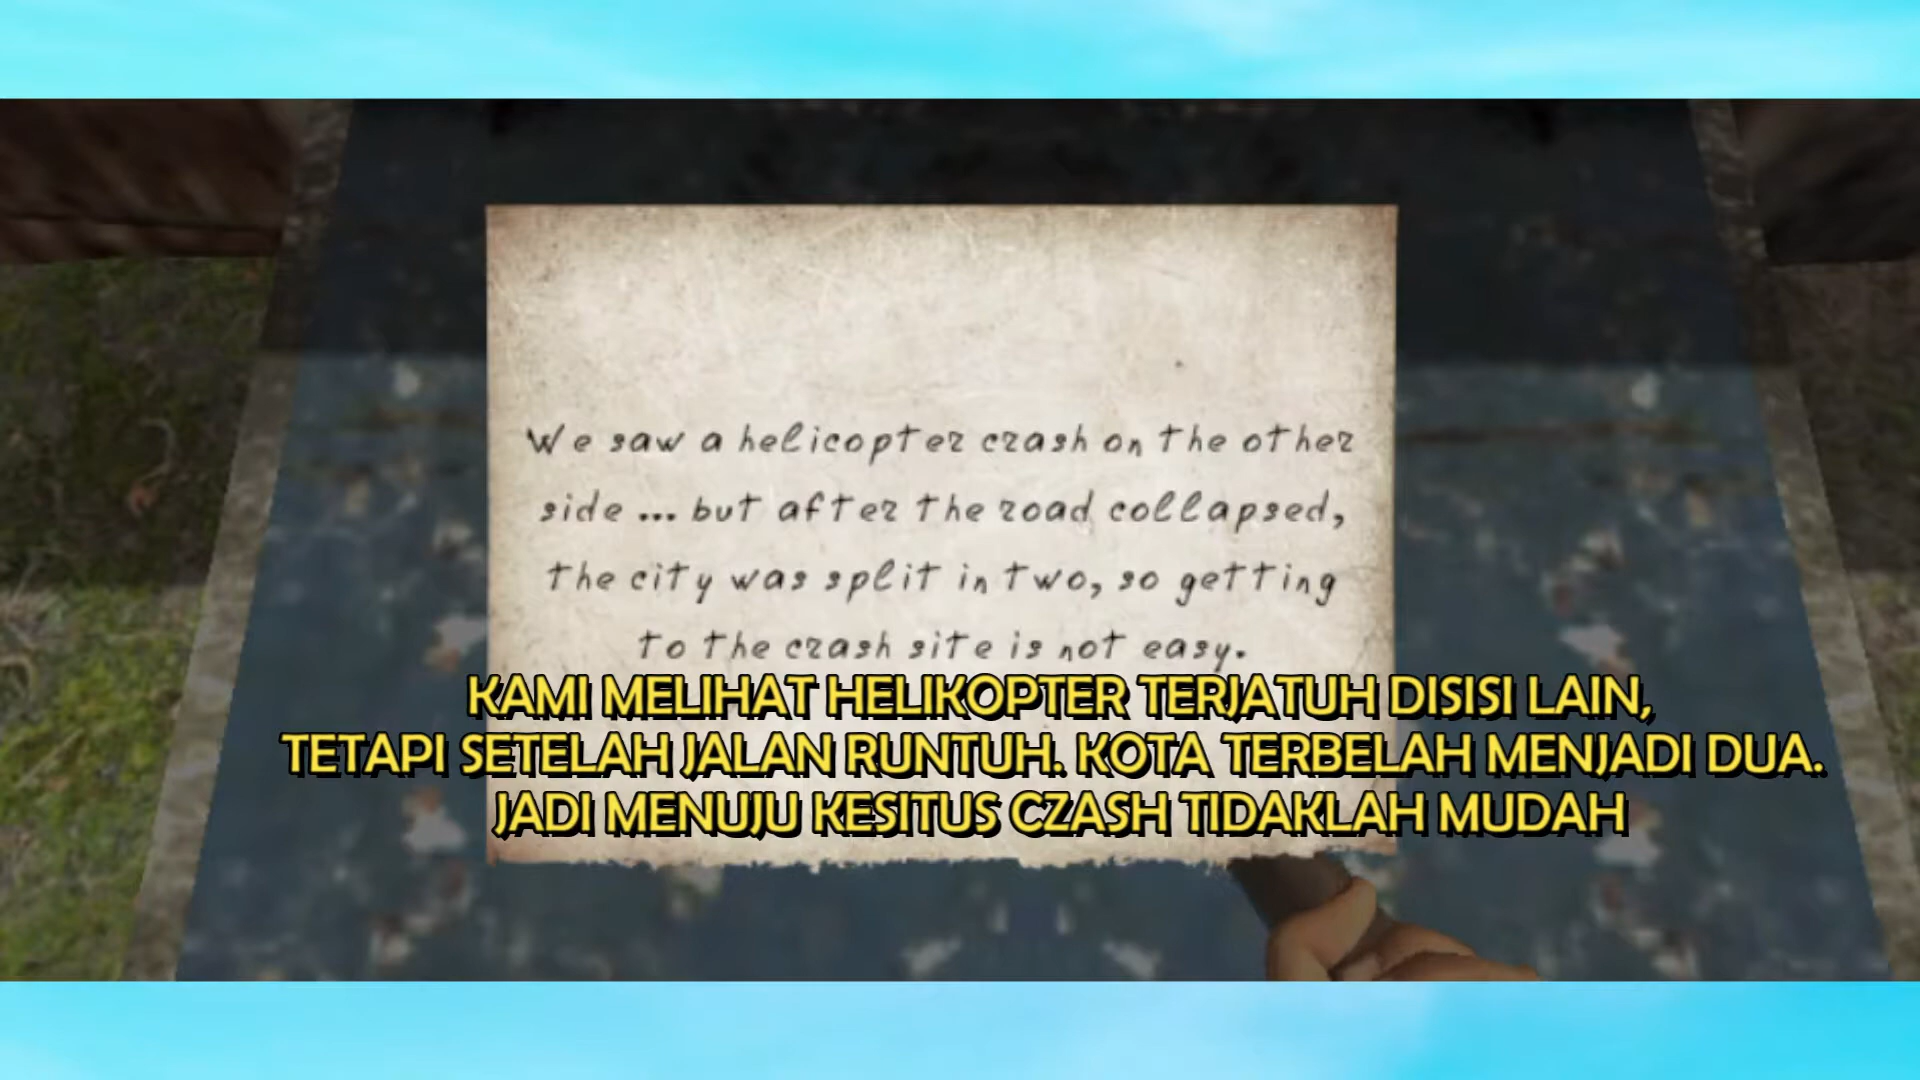 We saw a helicopter crash on the other
side ... but after the road collapsed,
the city was split in two, so getting
to the crash site is not easy.
KAMI MELIHAT HELIKOPTER TERJATUH DISISI LAIN,
TETAPI SETELAH JALAN RUNTUH. KOTA TERBELAH MENJADI DUA.
JADI MENUJU KESITUS CZASH TIDAKLAH MUDAH